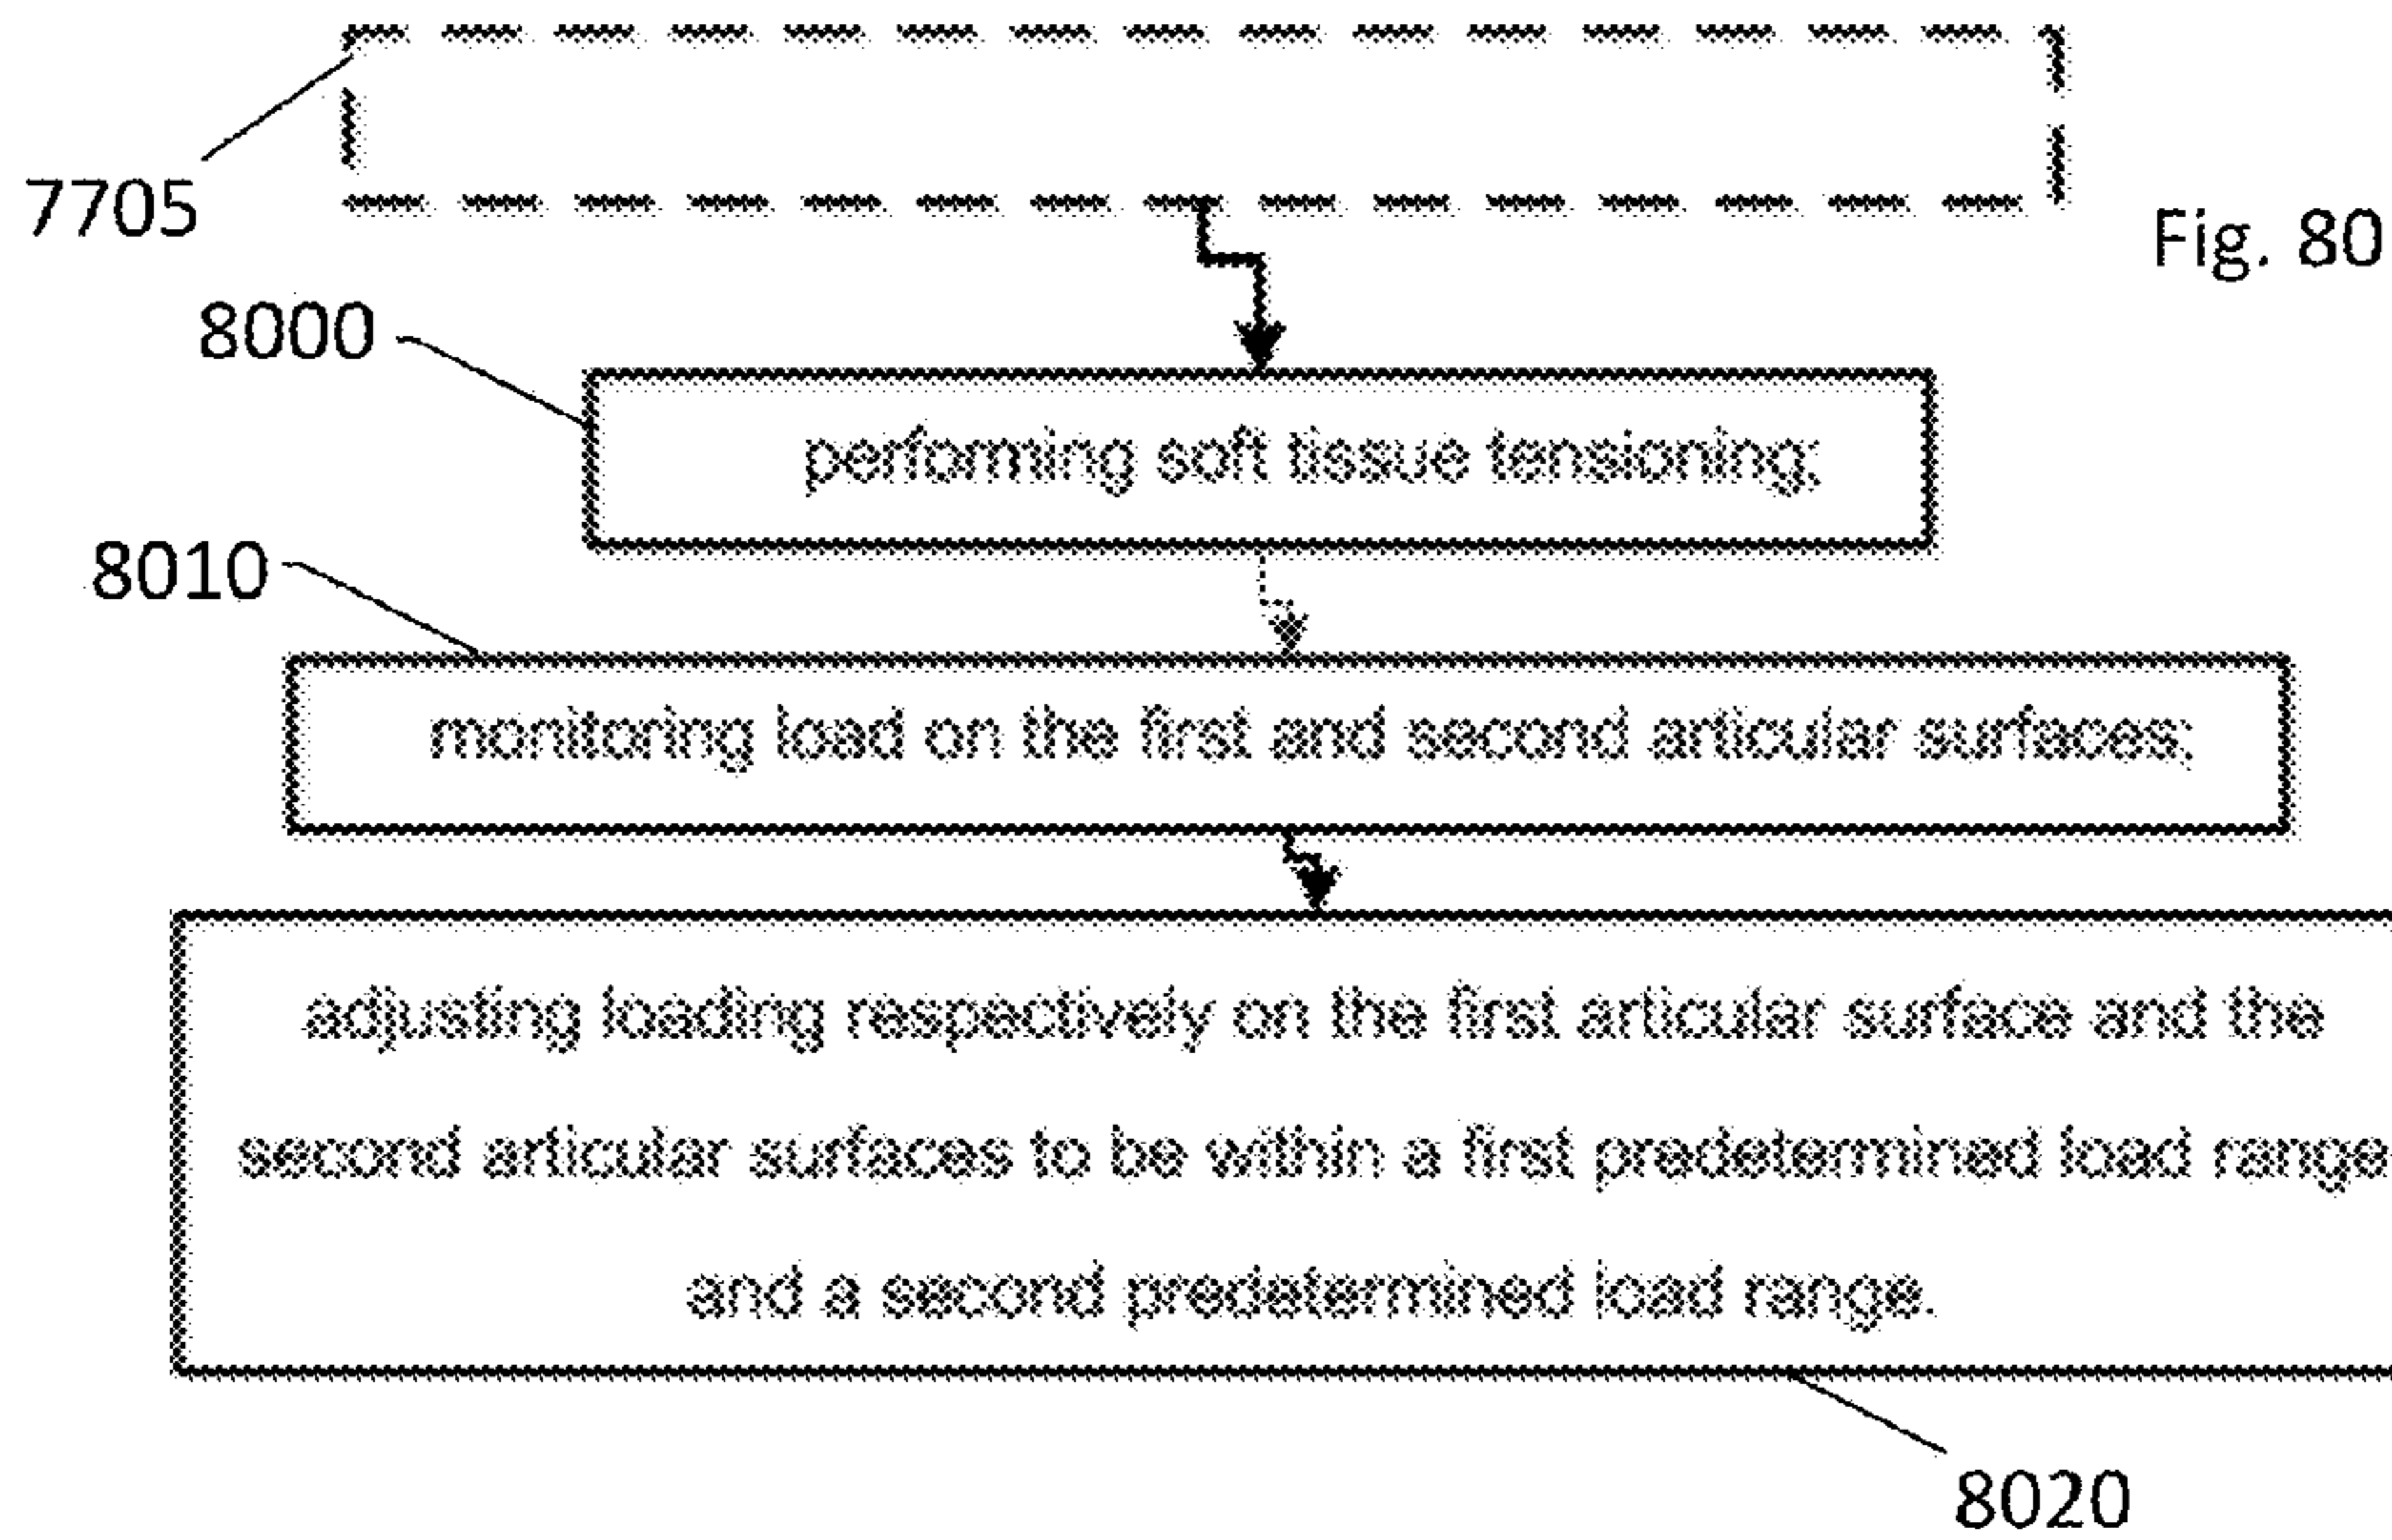 7705
Fig. 80
8000
performing soft tissue tensioning;
8010
monitoring load on the first and second articular surfaces;
adjusting loading respectively on the first articular surface and the
second articular surfaces to be within a first predetermined load range
and a second predetermined load range.
8020